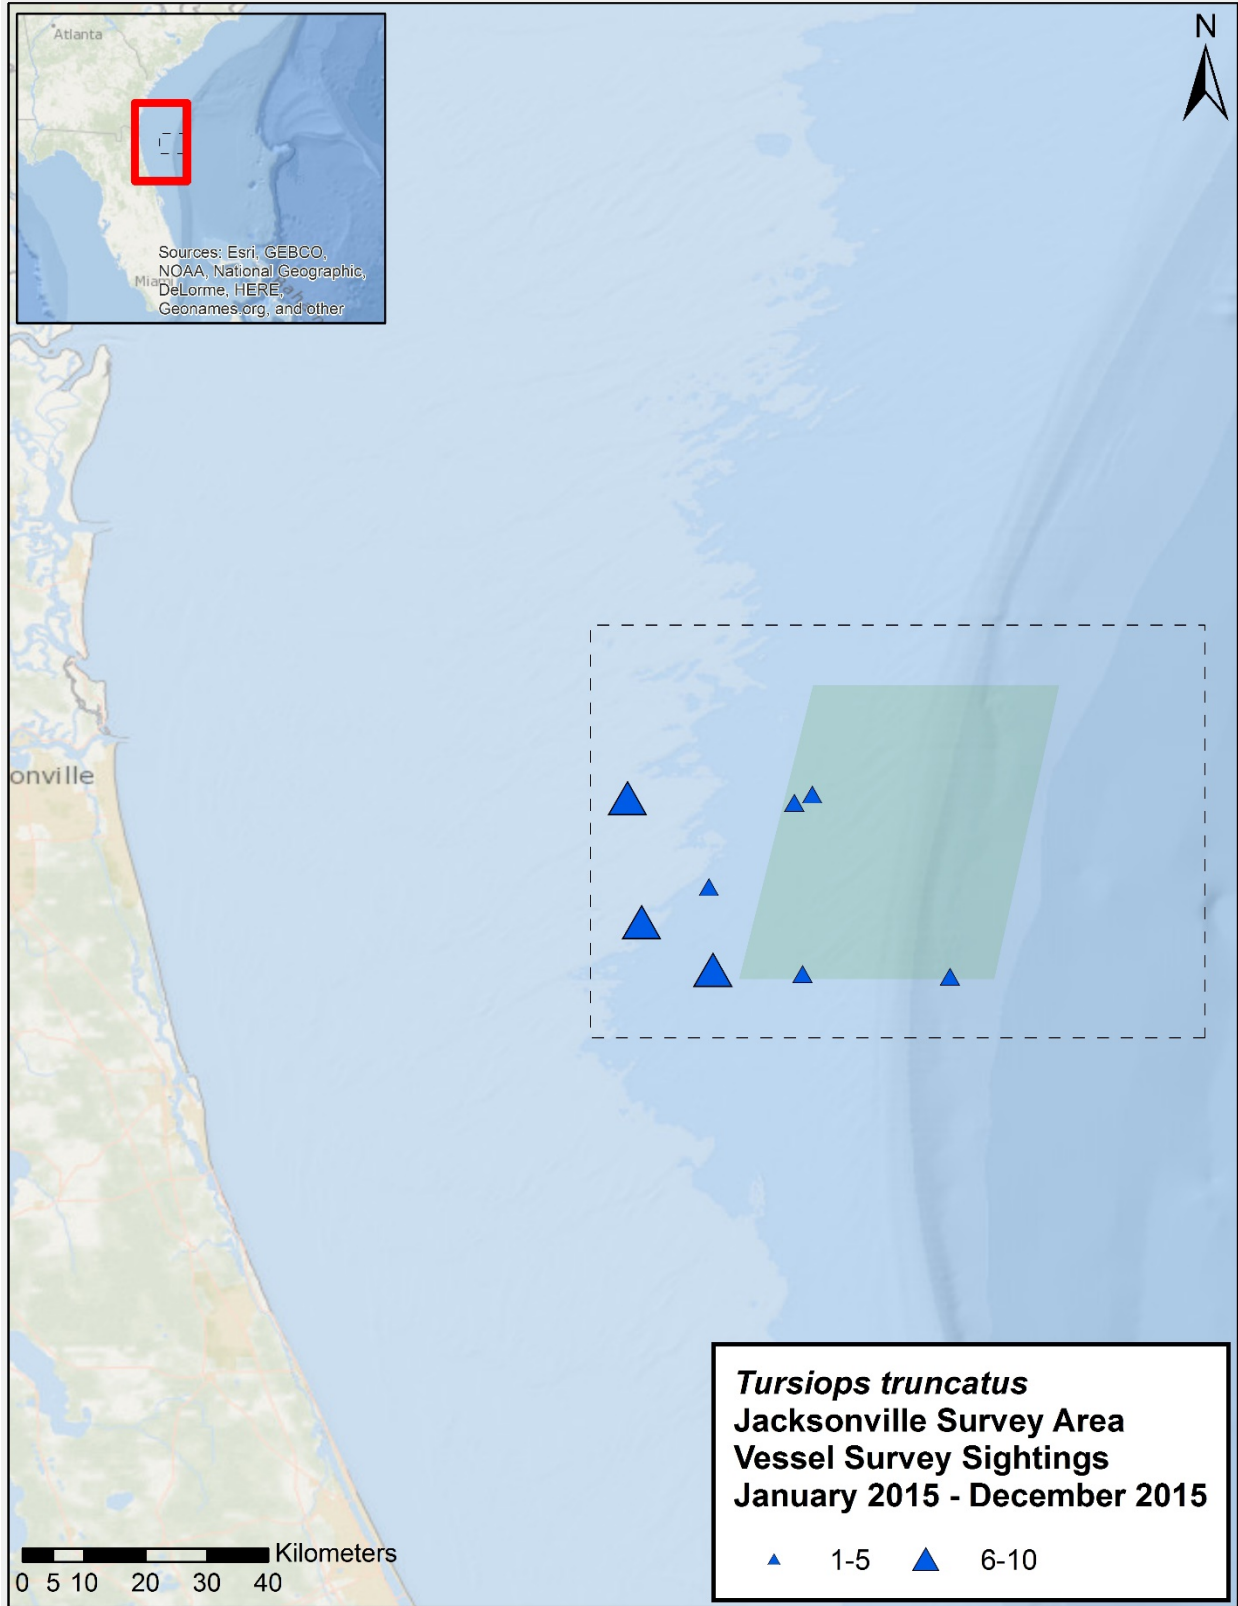 Atlanta
Sources: Esri, GEBCO,
NOAA, National Geographic,
Miami
DeLorme, HERE,
Geonames.org, and other
N
onville
Tursiops truncatus
Jacksonville Survey Area
Vessel Survey Sightings
January 2015 - December 2015
1-5 6-10
Kilometers
0 5 10 20 30 40